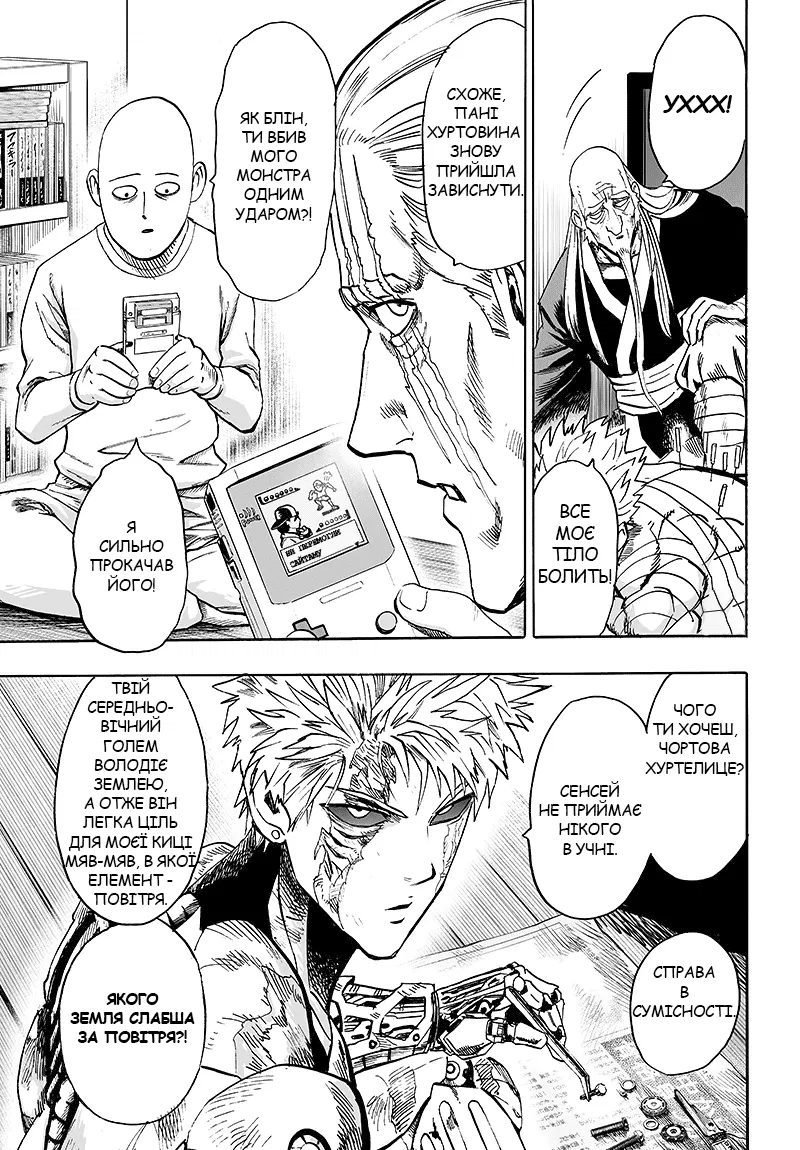 УХХХ!
ВСЕ
МОЄ
ТІЛО
БОЛИТЬ!
СХОЖЕ,
ПАНІ
ХУРТОВИНА
ЗНОВУ
ПРИЙШЛА
ЗАВИСНУТИ.
ЯК БЛІН,
ТИ ВБИВ
МОГО
МОНСТРА
ОДНИМ
УДАРОМ?!
ВИ ПЕРЕМОГЛИ
САЙТАМУ
Я
СИЛЬНО
ПРОКАЧАВ
ЙОГО!
ЧОГО
ТИ ХОЧЕШ,
ЧОРТОВА
ХУРТЕЛИЦЕ?
СЕНСЕЙ
НЕ ПРИЙМАЄ
НІКОГО
В УЧНІ.
ТВІЙ
СЕРЕДНЬО-
ВІЧНИЙ
ГОЛЕМ
ВОЛОДІЄ
ЗЕМЛЕЮ,
А ОТЖЕ ВІН
ЛЕГКА ЦІЛЬ
ДЛЯ МОЄЇ КИЦІ
МЯВ-МЯВ, В ЯКОЇ
ЕЛЕМЕНТ -
ПОВІТРЯ.
СПРАВА
В
СУМІСНОСТІ.
ЯКОГО
ЗЕМЛЯ СЛАБША
ЗА ПОВІТРЯ?!